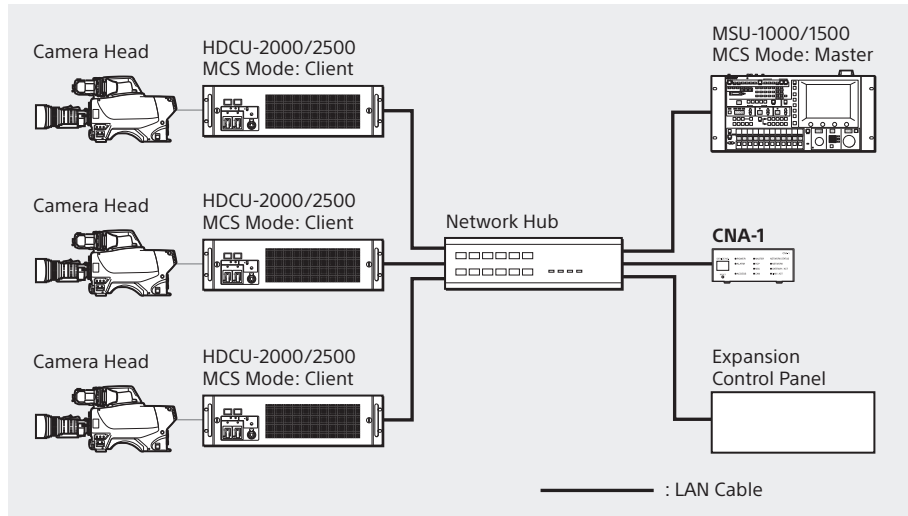 Camera Head
HDCU-2000/2500
MCS Mode: Client
MSU-1000/1500
MCS Mode: Master
Camera Head
HDCU-2000/2500
MCS Mode: Client
Network Hub
CNA-1
Camera Head
HDCU-2000/2500
MCS Mode: Client
Expansion
Control Panel
: LAN Cable